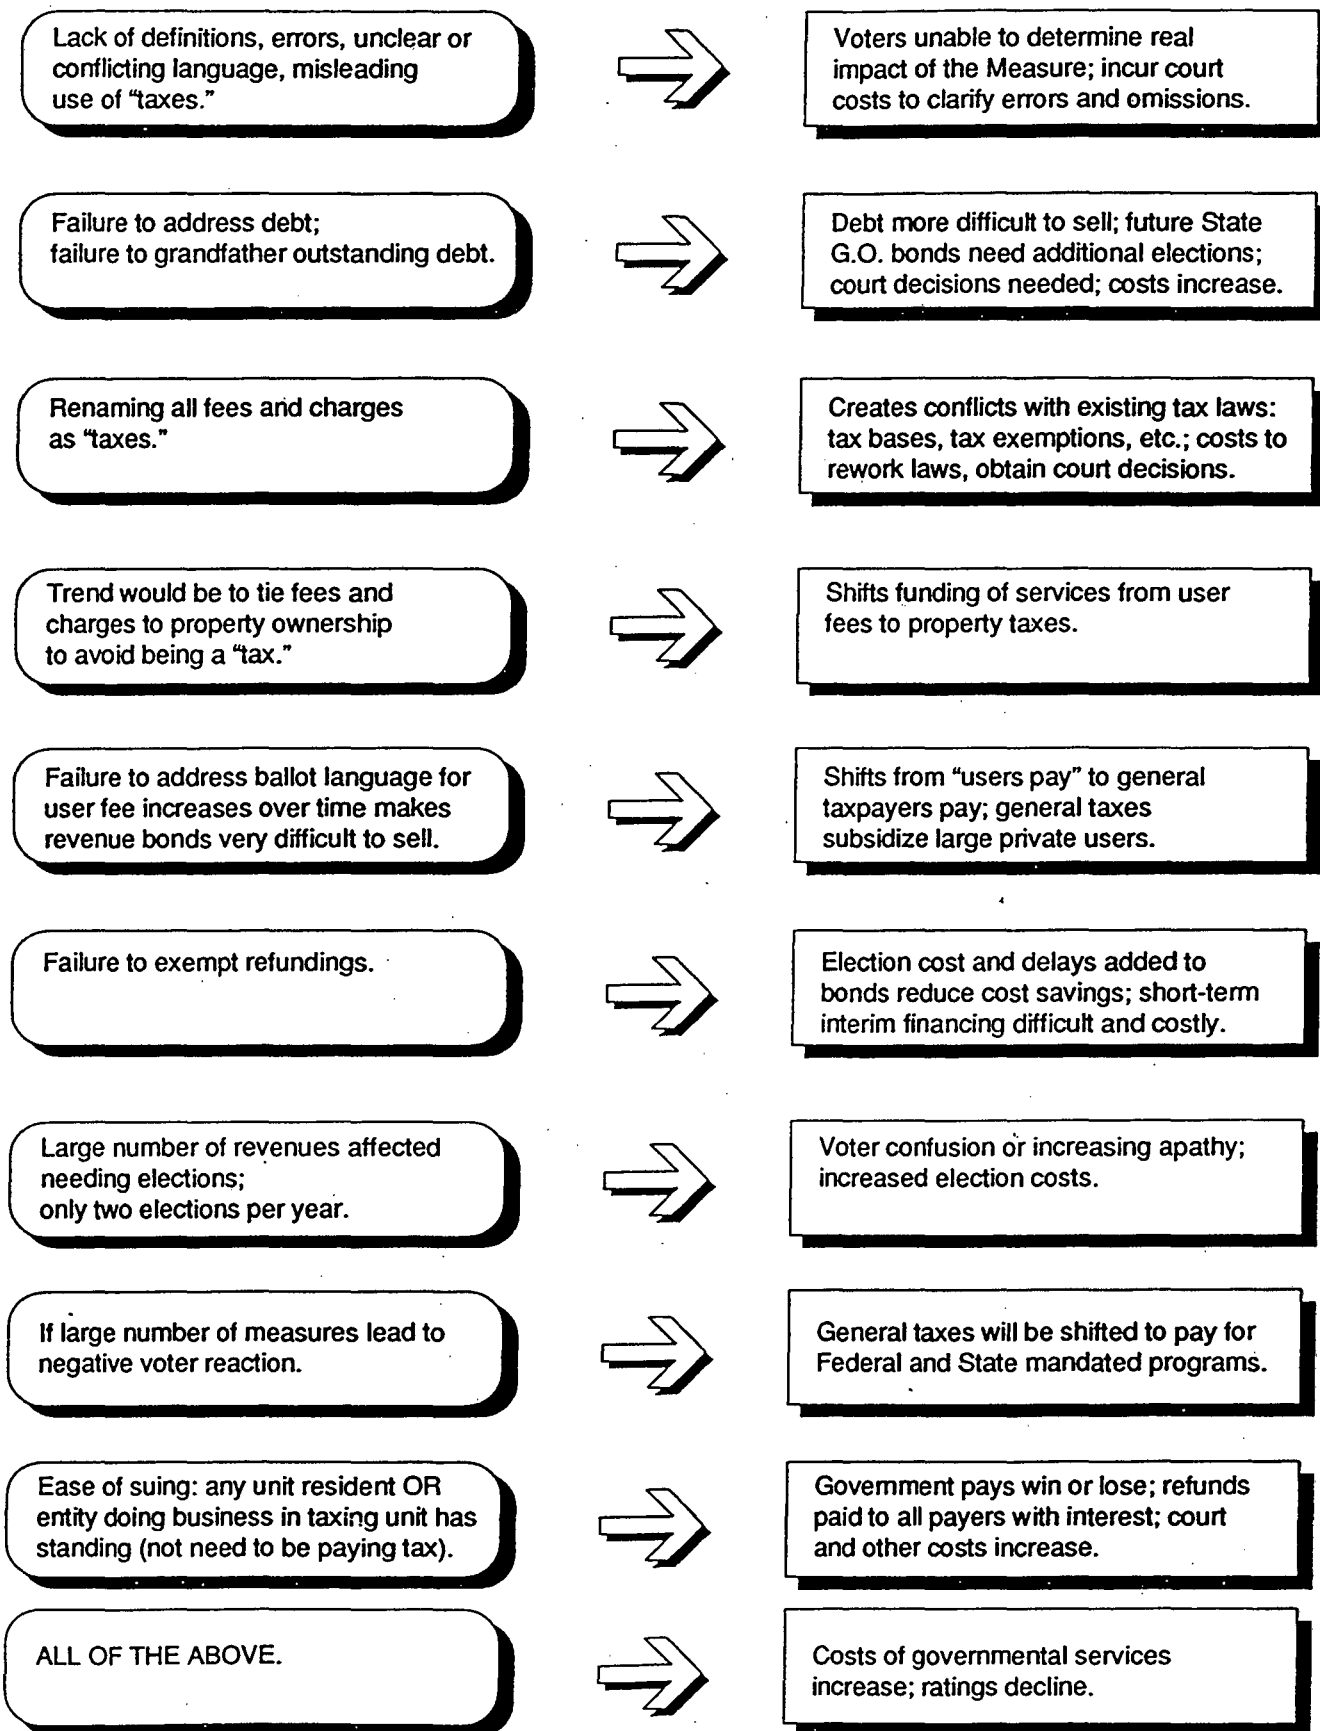 Lack of definitions, errors, unclear or
conflicting language, misleading
use of “taxes.”
Voters unable to determine real
impact of the Measure; incur court
costs to clarify errors and omissions.
Failure to address debt;
failure to grandfather outstanding debt.
Debt more difficult to sell; future State
G.O. bonds need additional elections;
court decisions needed; costs increase.
Renaming all fees and charges
as “taxes.”
Creates conflicts with existing tax laws:
tax bases, tax exemptions, etc.; costs to
rework laws, obtain court decisions.
Trend would be to tie fees and
charges to property ownership
to avoid being a “tax.”
Shifts funding of services from user
fees to property taxes.
Failure to address ballot language for
user fee increases over time makes
revenue bonds very difficult to sell.
Shifts from “users pay” to general
taxpayers pay; general taxes
subsidize large private users.
Failure to exempt refundings.
Election cost and delays added to
bonds reduce cost savings; short-term
interim financing difficult and costly.
Large number of revenues affected
needing elections;
only two elections per year.
Voter confusion or increasing apathy;
increased election costs.
If large number of measures lead to
negative voter reaction.
General taxes will be shifted to pay for
Federal and State mandated programs.
Ease of suing: any unit resident OR
entity doing business in taxing unit has
standing (not need to be paying tax).
Government pays win or lose; refunds
paid to all payers with interest; court
and other costs increase.
ALL OF THE ABOVE.
Costs of governmental services
increase; ratings decline.